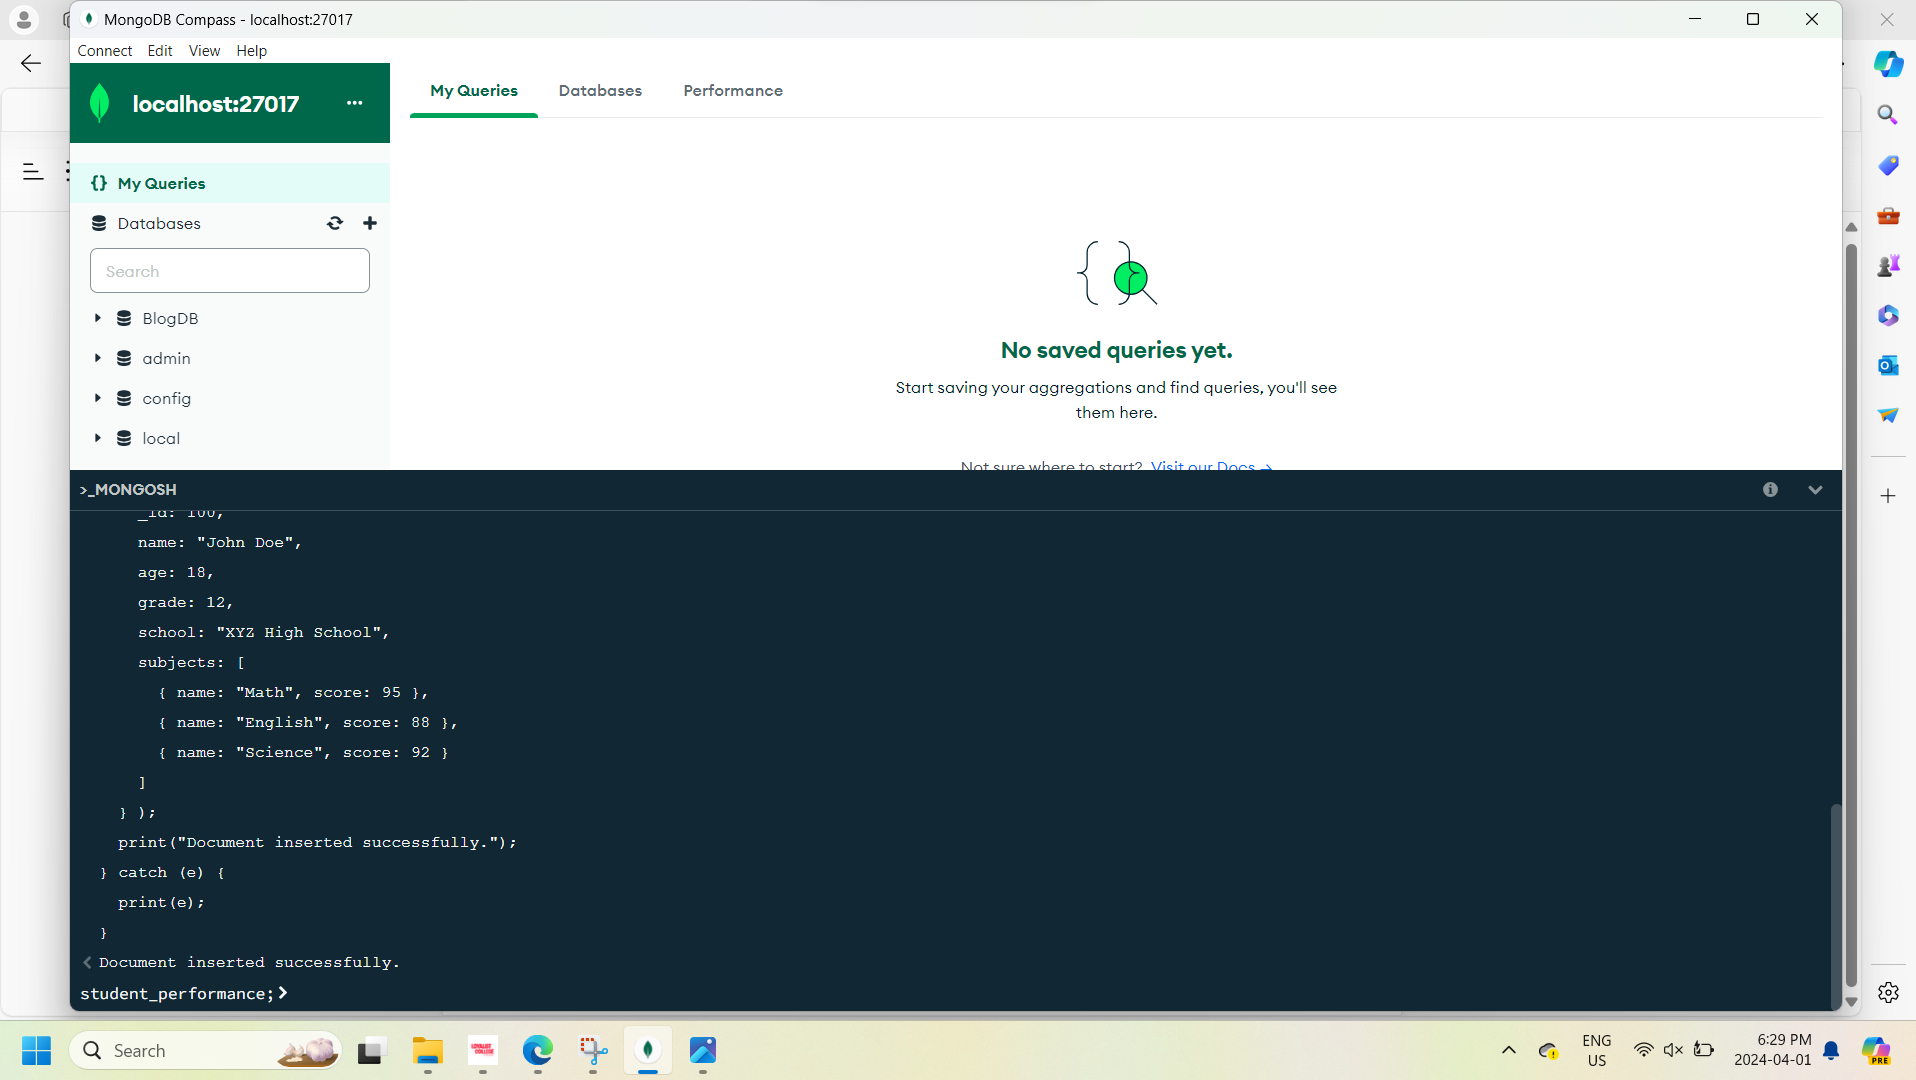 MongoDB Compass - localhost:27017
Connect Edit View Help
localhost:27017
My Queries Databases Performance
{} My Queries
Databases
Search
BlogDB
admin
config
local
No saved queries yet.
Start saving your aggregations and find queries, you'll see
them here.
Not sure where to start? Visit our Docs →
>_MONGOSH
_id: 100,
name: "John Doe",
age: 18,
grade: 12,
school: "XYZ High School",
subjects: [
{ name: "Math", score: 95 },
{ name: "English", score: 88 },
{ name: "Science", score: 92 }
]
} );
print("Document inserted successfully.");
} catch (e) {
print(e);
}
Document inserted successfully.
student_performance;>
Search
LOYALIST
COLLEGE
ENG
US
6:29 PM
2024-04-01
PRE